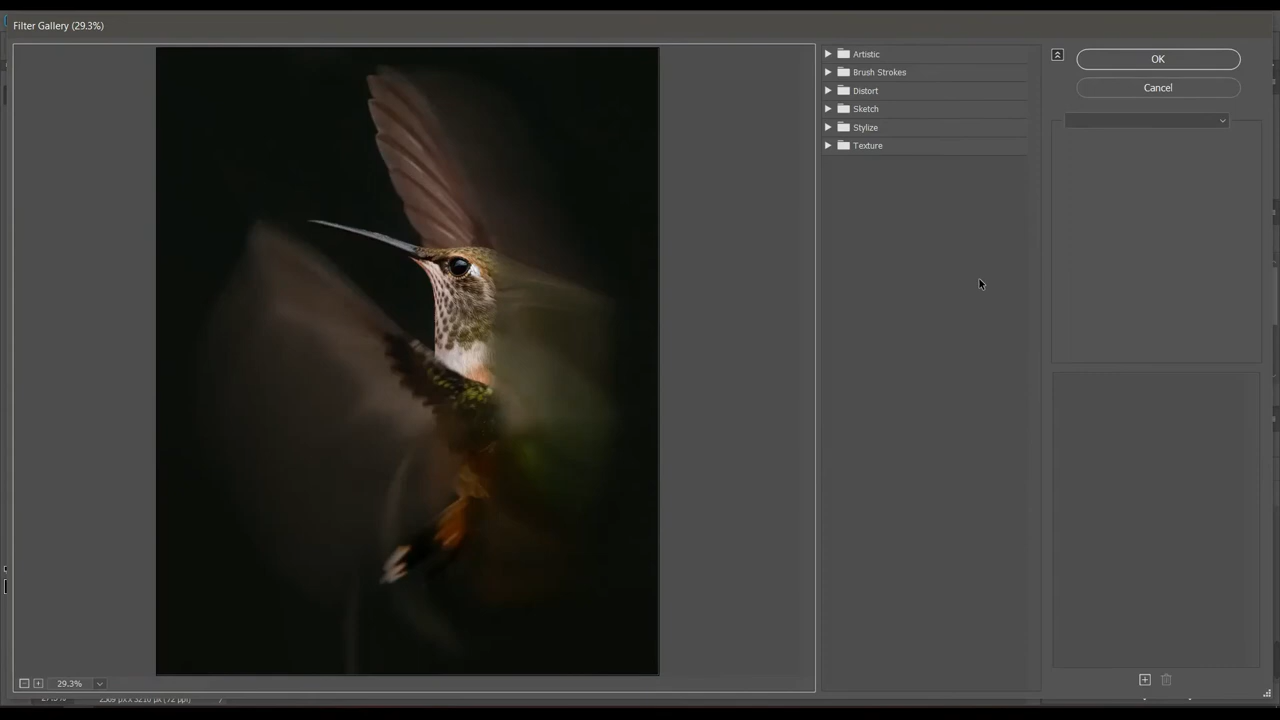 Filter Gallery (29.3%)
Artistic
Brush Strokes
Distort
Sketch
Stylize
Texture
OK
Cancel
29.3%